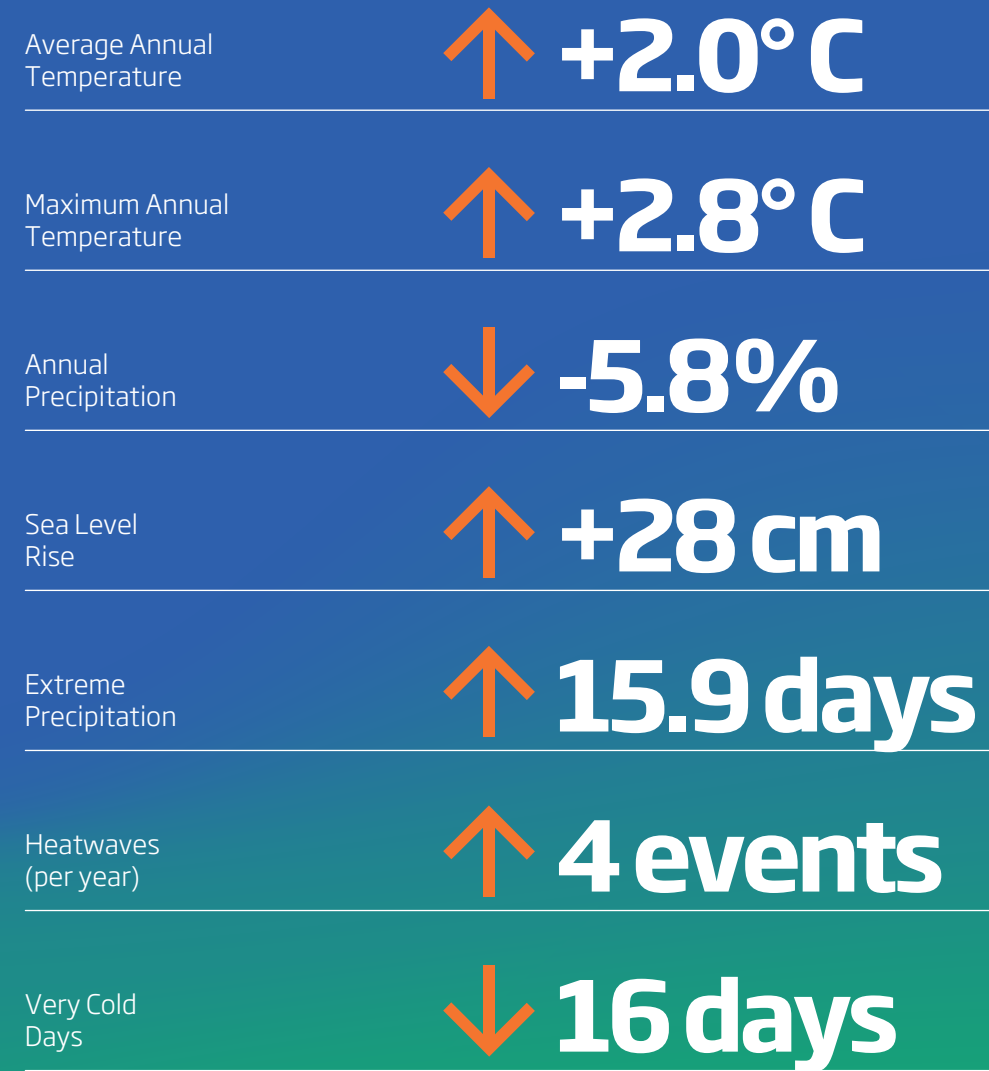 Average Annual
Temperature
+2.0° C
Maximum Annual
Temperature
+2.8° C
Annual
Precipitation
-5.8%
Sea Level
Rise
+28 cm
Extreme
Precipitation
15.9 days
Heatwaves
(per year)
4 events
Very Cold
Days
16 days